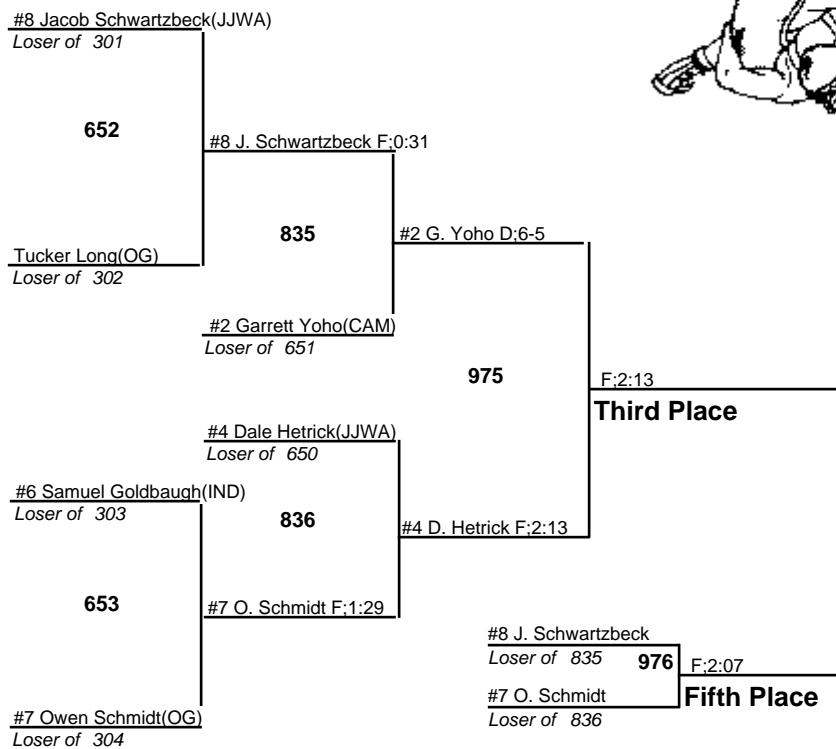 #8 Jacob Schwartzbeck(JJWA)
Loser of 301
652
#8 J. Schwartzbeck F;0:31
835
#2 G. Yoho D;6-5
Tucker Long(OG)
Loser of 302
#2 Garrett Yoho(CAM)
Loser of 651
975
F;2:13
Third Place
#4 Dale Hetrick(JJWA)
Loser of 650
#6 Samuel Goldbaugh(IND)
Loser of 303
836
#4 D. Hetrick F;2:13
653
#7 O. Schmidt F;1:29
#8 J. Schwartzbeck
Loser of 835
976
F;2:07
Fifth Place
#7 O. Schmidt
Loser of 836
#7 Owen Schmidt(OG)
Loser of 304